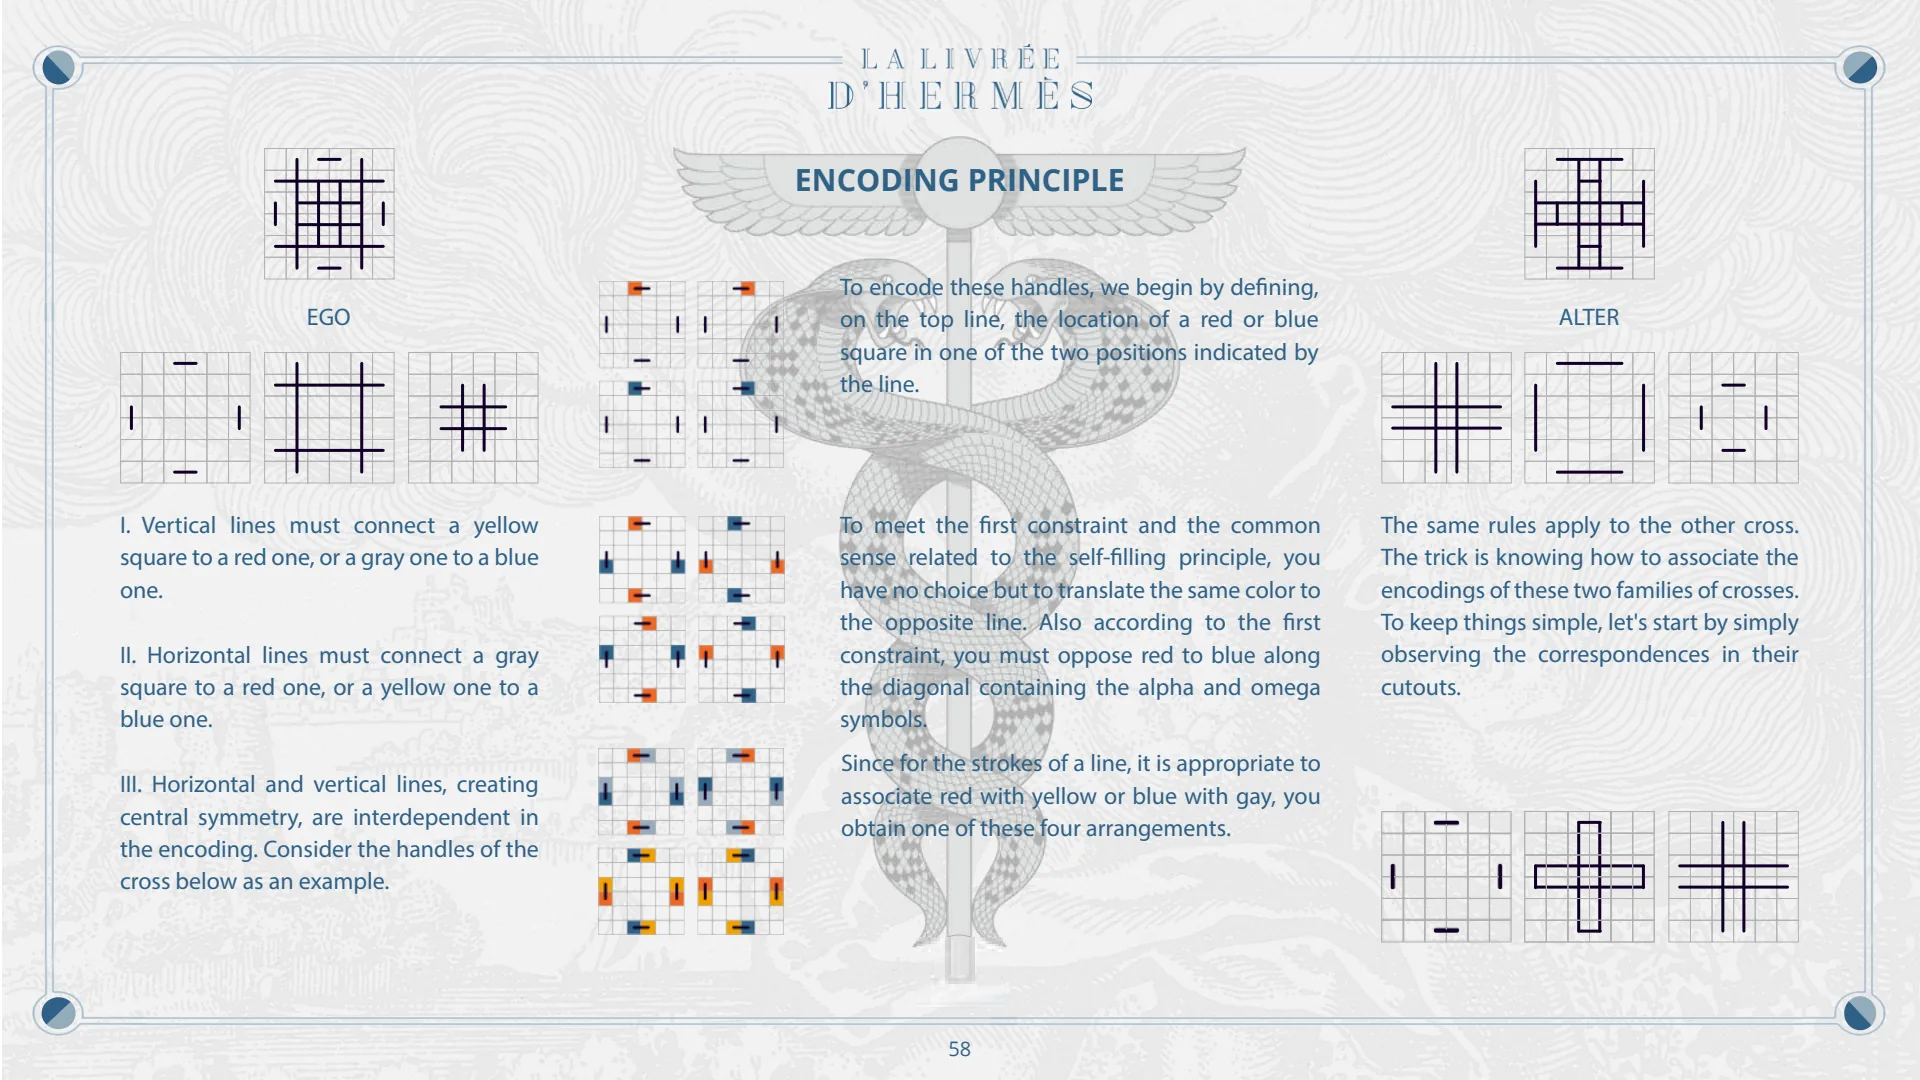 LA LIVRÉE
D'HERMÈS
ENCODING PRINCIPLE
EGO
I. Vertical lines must connect a yellow
square to a red one, or a gray one to a blue
one.
II. Horizontal lines must connect a gray
square to a red one, or a yellow one to a
blue one.
III. Horizontal and vertical lines, creating
central symmetry, are interdependent in
the encoding. Consider the handles of the
cross below as an example.
To encode these handles, we begin by defining,
on the top line, the location of a red or blue
square in one of the two positions indicated by
the line.
To meet the first constraint and the common
sense related to the self-filling principle, you
have no choice but to translate the same color to
the opposite line. Also according to the first
constraint, you must oppose red to blue along
the diagonal containing the alpha and omega
symbols.
Since for the strokes of a line, it is appropriate to
associate red with yellow or blue with gay, you
obtain one of these four arrangements.
ALTER
The same rules apply to the other cross.
The trick is knowing how to associate the
encodings of these two families of crosses.
To keep things simple, let's start by simply
observing the correspondences in their
cutouts.
58